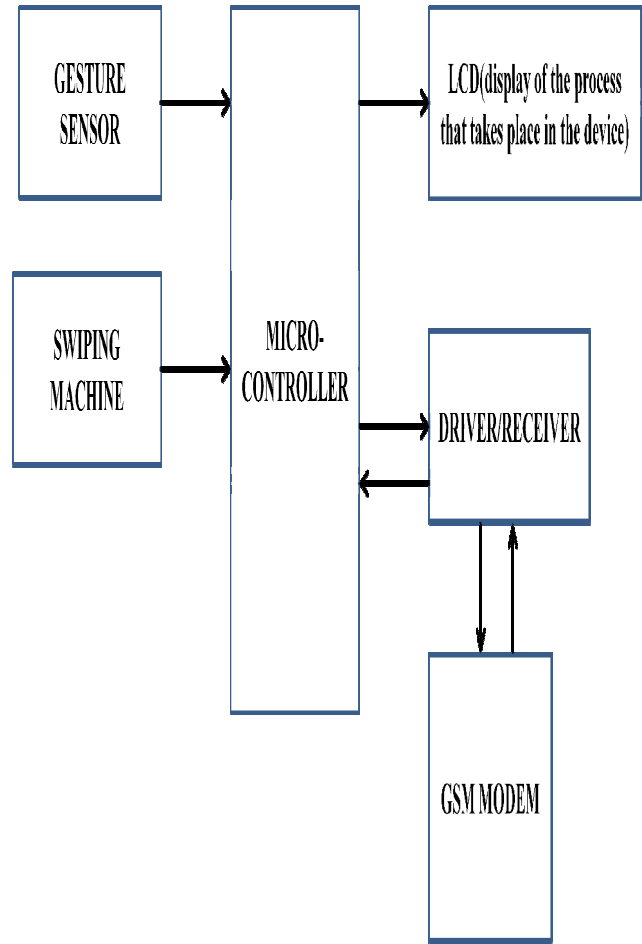 GESTURE
SENSOR
LCD(display of the process
that takes place in the device)
SWIPING
MACHINE
MICRO-
CONTROLLER
DRIVER/RECEIVER
GSM MODEM